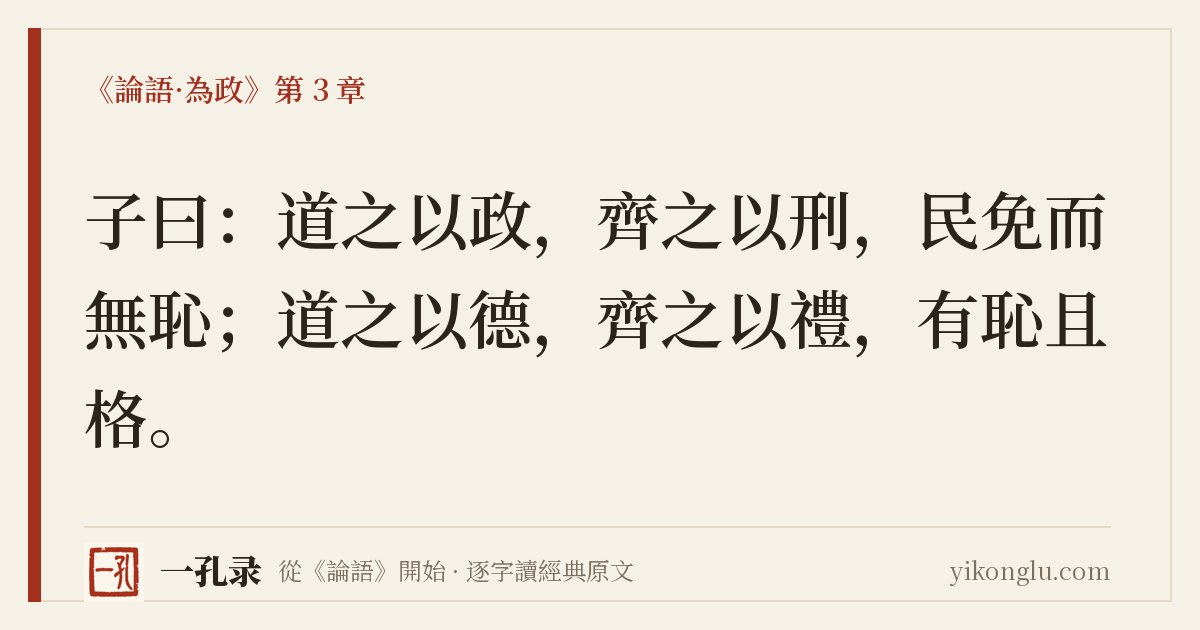 《論語·為政》第 3 章
子曰：道之以政，齊之以刑，民免而
無恥；道之以德，齊之以禮，有恥且
格。
一孔
一孔录 從《論語》開始 · 逐字讀經典原文 yikonglu.com